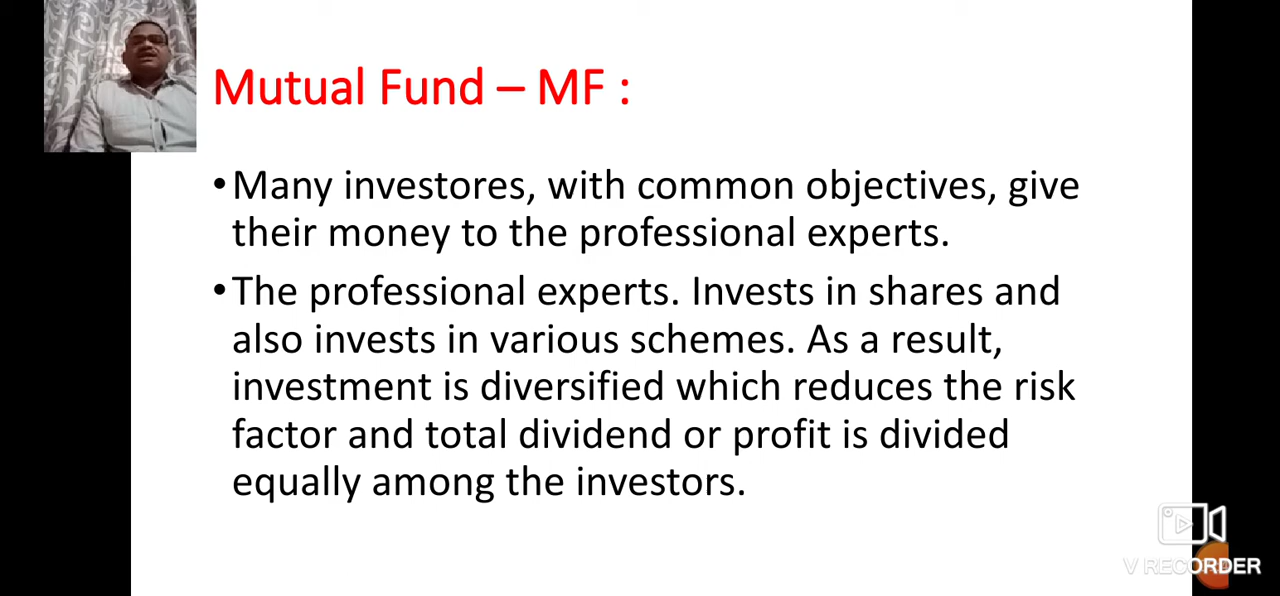 Mutual Fund – MF :
• Many investores, with common objectives, give
their money to the professional experts.
• The professional experts. Invests in shares and
also invests in various schemes. As a result,
investment is diversified which reduces the risk
factor and total dividend or profit is divided
equally among the investors.
V RECORDER